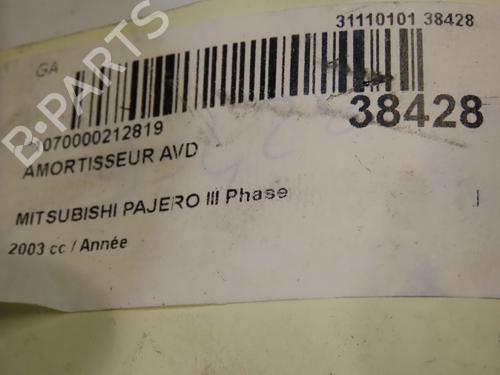 31110101 38428
GA
38428
070000212819
AMORTISSEUR AVD
MITSUBISHI PAJERO III Phase
2003 cc / Année
B-PARTS